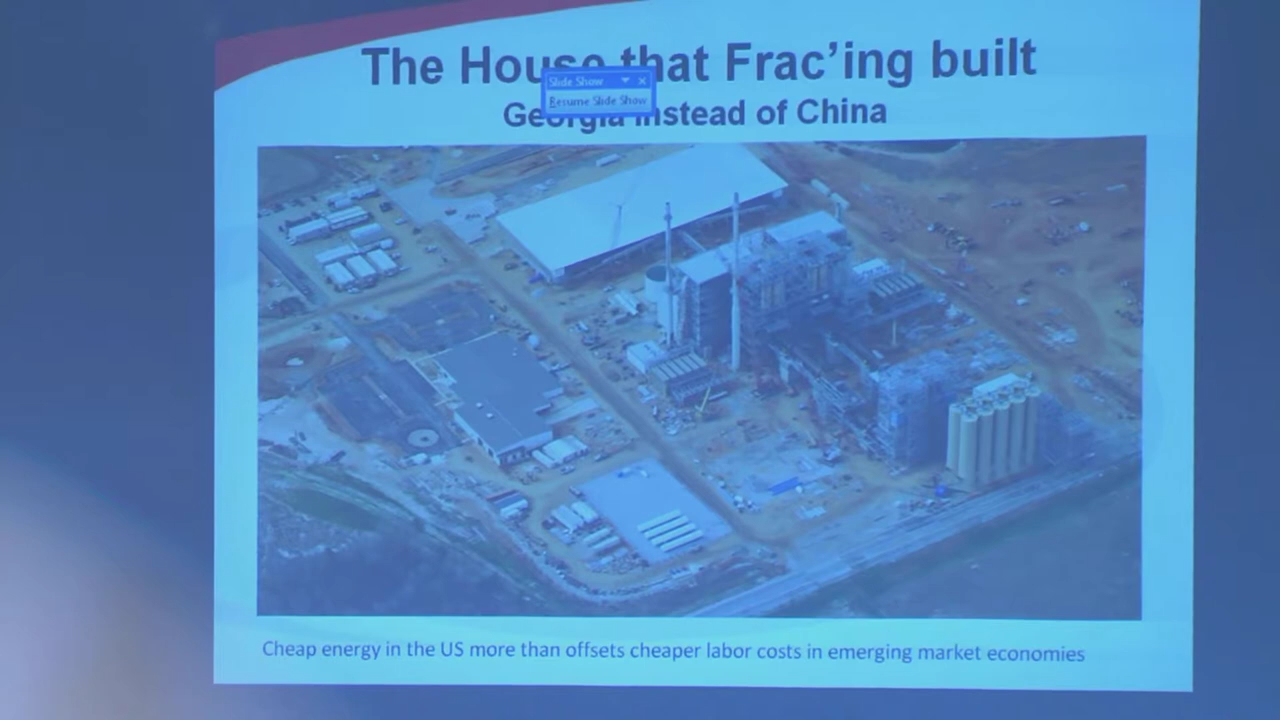 The House that Frac'ing built
Slide Show
Resume Slide Show
Georgia instead of China
Cheap energy in the US more than offsets cheaper labor costs in emerging market economies